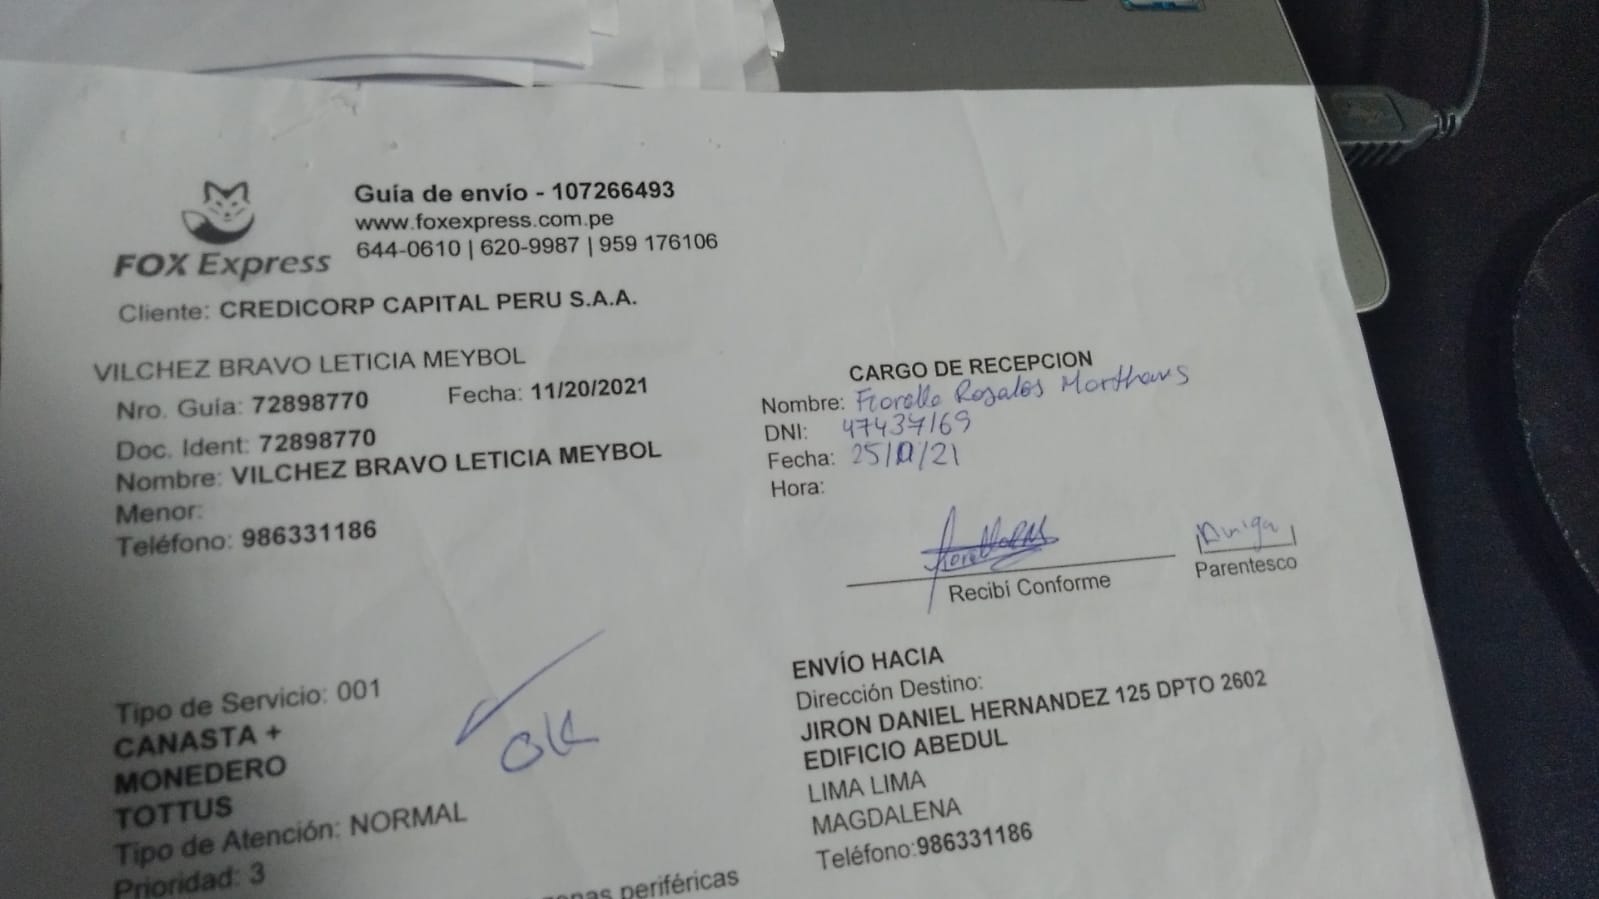 Guía de envío - 107266493
www.foxexpress.com.pe
644-0610 | 620-9987 | 959 176106
FOX Express
Cliente: CREDICORP CAPITAL PERU S.A.A.
VILCHEZ BRAVO LETICIA MEYBOL
Nro. Guía: 72898770 Fecha: 11/20/2021
Doc. Ident: 72898770
Nombre: VILCHEZ BRAVO LETICIA MEYBOL
Menor:
Teléfono: 986331186
CARGO DE RECEPCION
Nombre: Fiorella Rosales
DNI: 47437169
Fecha: 25/11/21
Hora:
Recibí Conforme
Amiga
Parentesco
Tipo de Servicio: 001
CANASTA +
MONEDERO
TOTTUS
Tipo de Atención: NORMAL
Prioridad: 3
OK
ENVÍO HACIA
Dirección Destino:
JIRON DANIEL HERNANDEZ 125 DPTO 2602
EDIFICIO ABEDUL
LIMA LIMA
MAGDALENA
Teléfono:986331186
periféricas